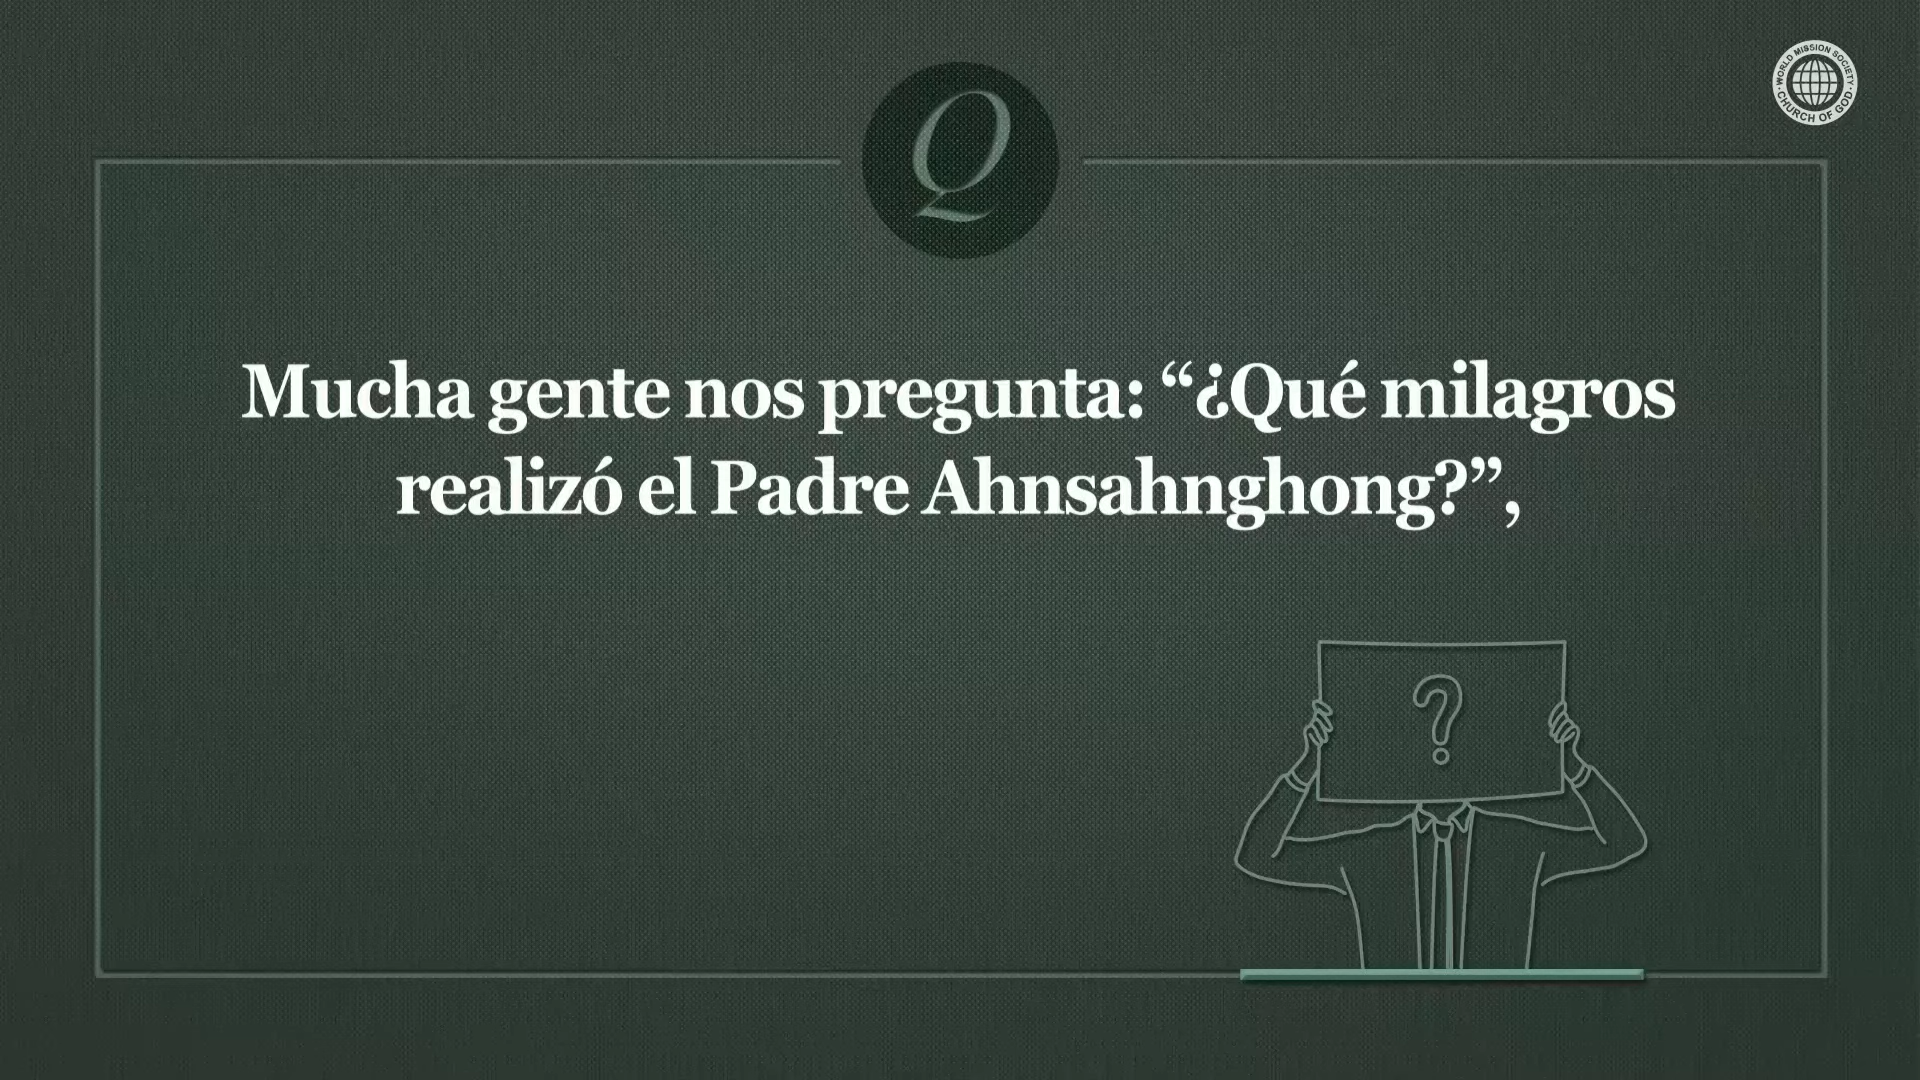 WORLD MISSION SOCIETY
CHURCH OF GOD
Q
Mucha gente nos pregunta: “¿Qué milagros
realizó el Padre Ahnsahnghong?”,
?